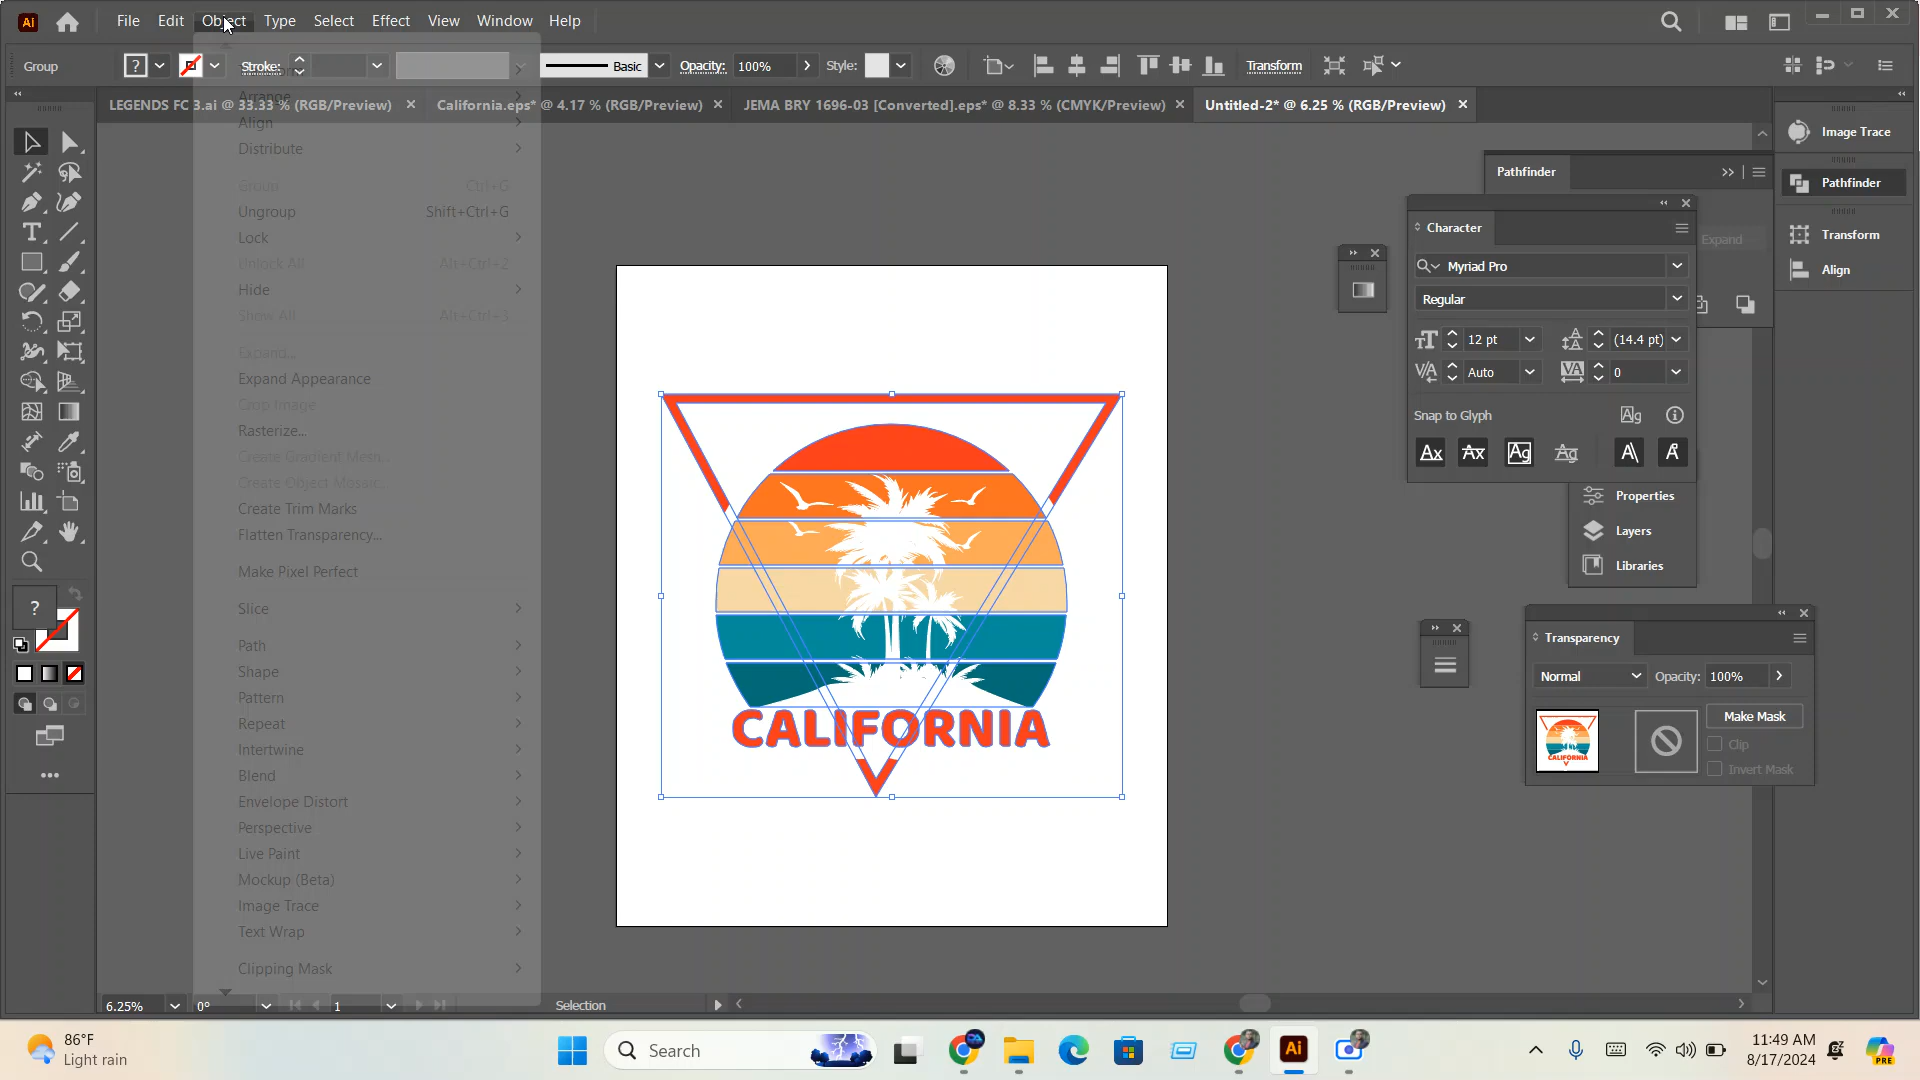 File Edit Object Type Select Effect View Window Help
Group ? Stroke: Basic Opacity: 100% Style: Transform
LEGENDS FC 3.ai @ 33.33 % (RGB/Preview) California.eps* @ 4.17 % (RGB/Preview) JEMA BRY 1696-03 [Converted].eps* @ 8.33 % (CMYK/Preview) Untitled-2* @ 6.25 % (RGB/Preview)
Arrange
Align
Distribute
Group Ctrl+G
Ungroup Shift+Ctrl+G
Lock
Unlock All Alt+Ctrl+2
Hide
Show All Alt+Ctrl+3
Expand...
Expand Appearance
Crop Image
Rasterize...
Create Gradient Mesh...
Create Object Mosaic...
Create Trim Marks
Flatten Transparency...
Make Pixel Perfect
Slice
Path
Shape
Pattern
Repeat
Intertwine
Blend
Envelope Distort
Perspective
Live Paint
Mockup (Beta)
Image Trace
Text Wrap
Clipping Mask
?
CALIFORNIA
Image Trace
Pathfinder
Transform
Align
Pathfinder
Expand
Character
Myriad Pro
Regular
12 pt (14.4 pt)
Auto 0
Snap to Glyph
Properties
Layers
Libraries
Transparency
Normal Opacity: 100%
Make Mask
Clip
Invert Mask
CALIFORNIA
6.25% 0° 1 Selection
86°F
Light rain
Search
Ai
11:49 AM
8/17/2024
PRE